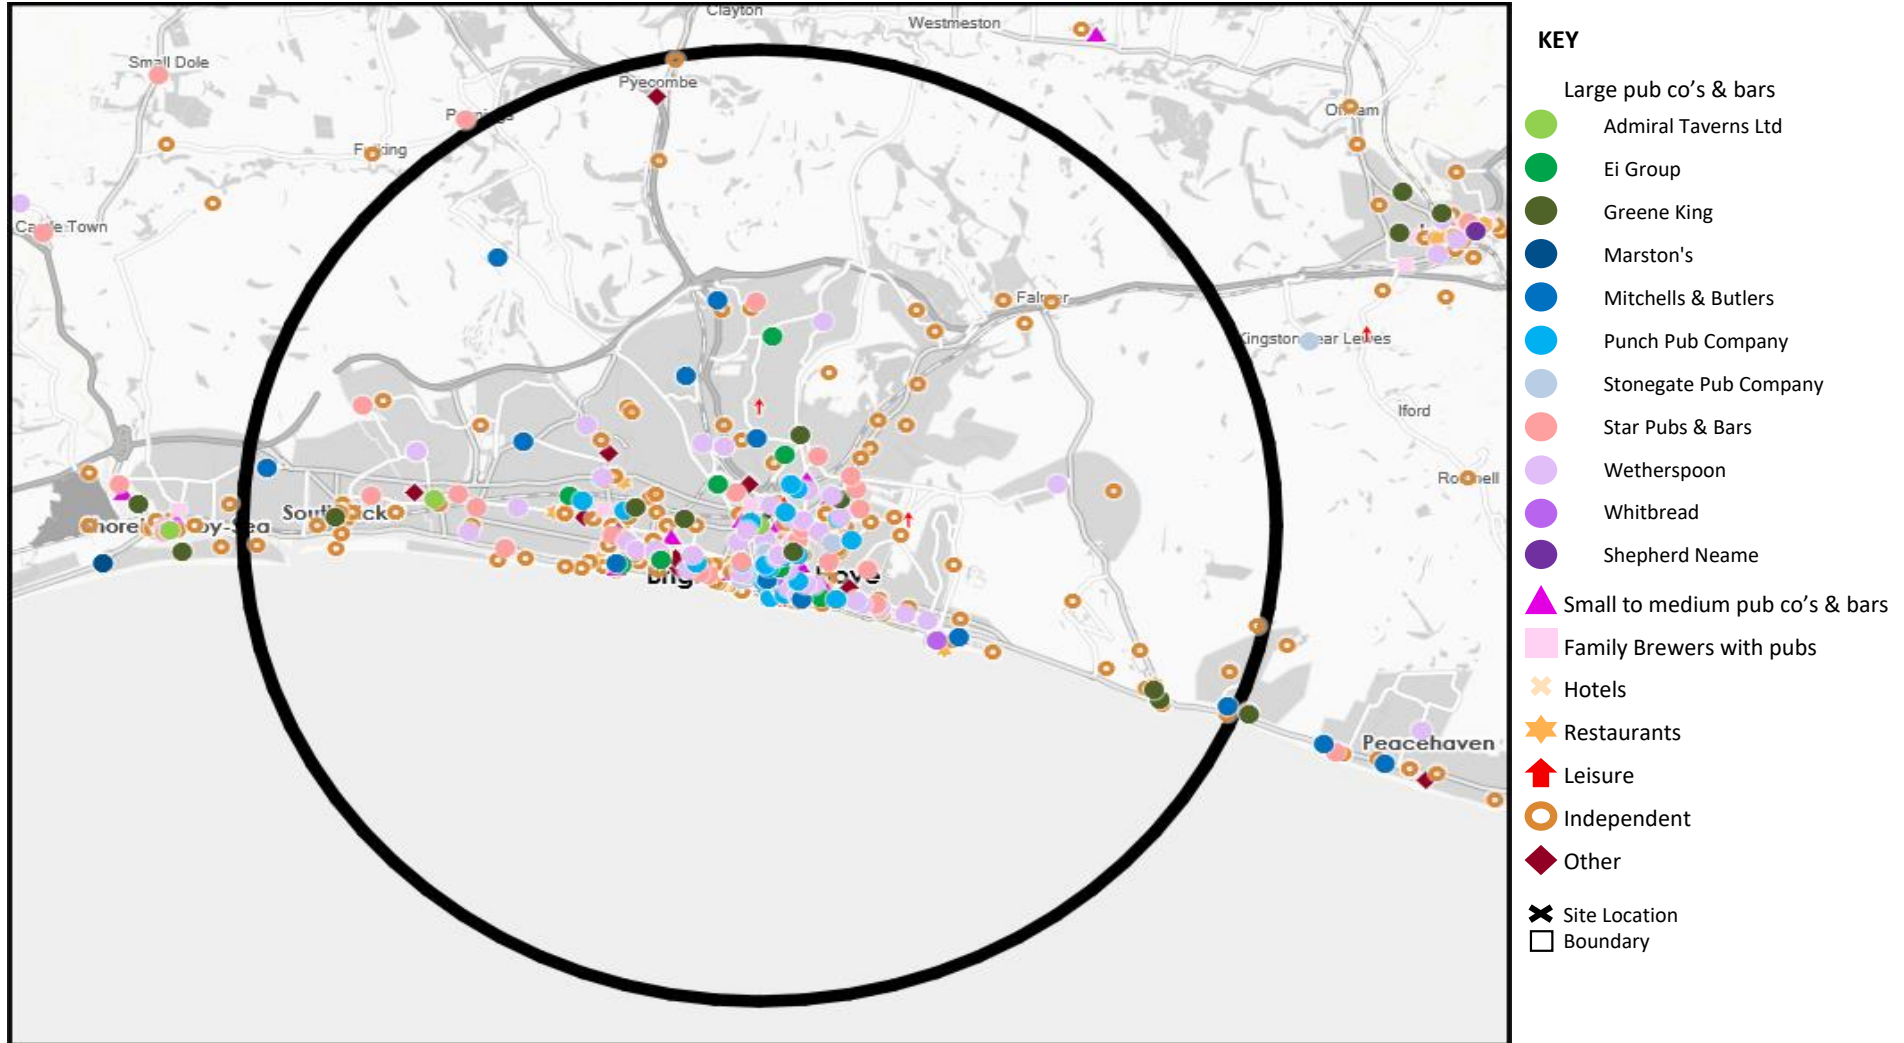 Clayton
Westmeston
Small Dole
Pyecombe
Falmer
Kingston near Lewes
Iford
Peacehaven
KEY
Large pub co's & bars
Admiral Taverns Ltd
Ei Group
Greene King
Marston's
Mitchells & Butlers
Punch Pub Company
Stonegate Pub Company
Star Pubs & Bars
Wetherspoon
Whitbread
Shepherd Neame
Small to medium pub co's & bars
Family Brewers with pubs
Hotels
Restaurants
Leisure
Independent
Other
Site Location
Boundary